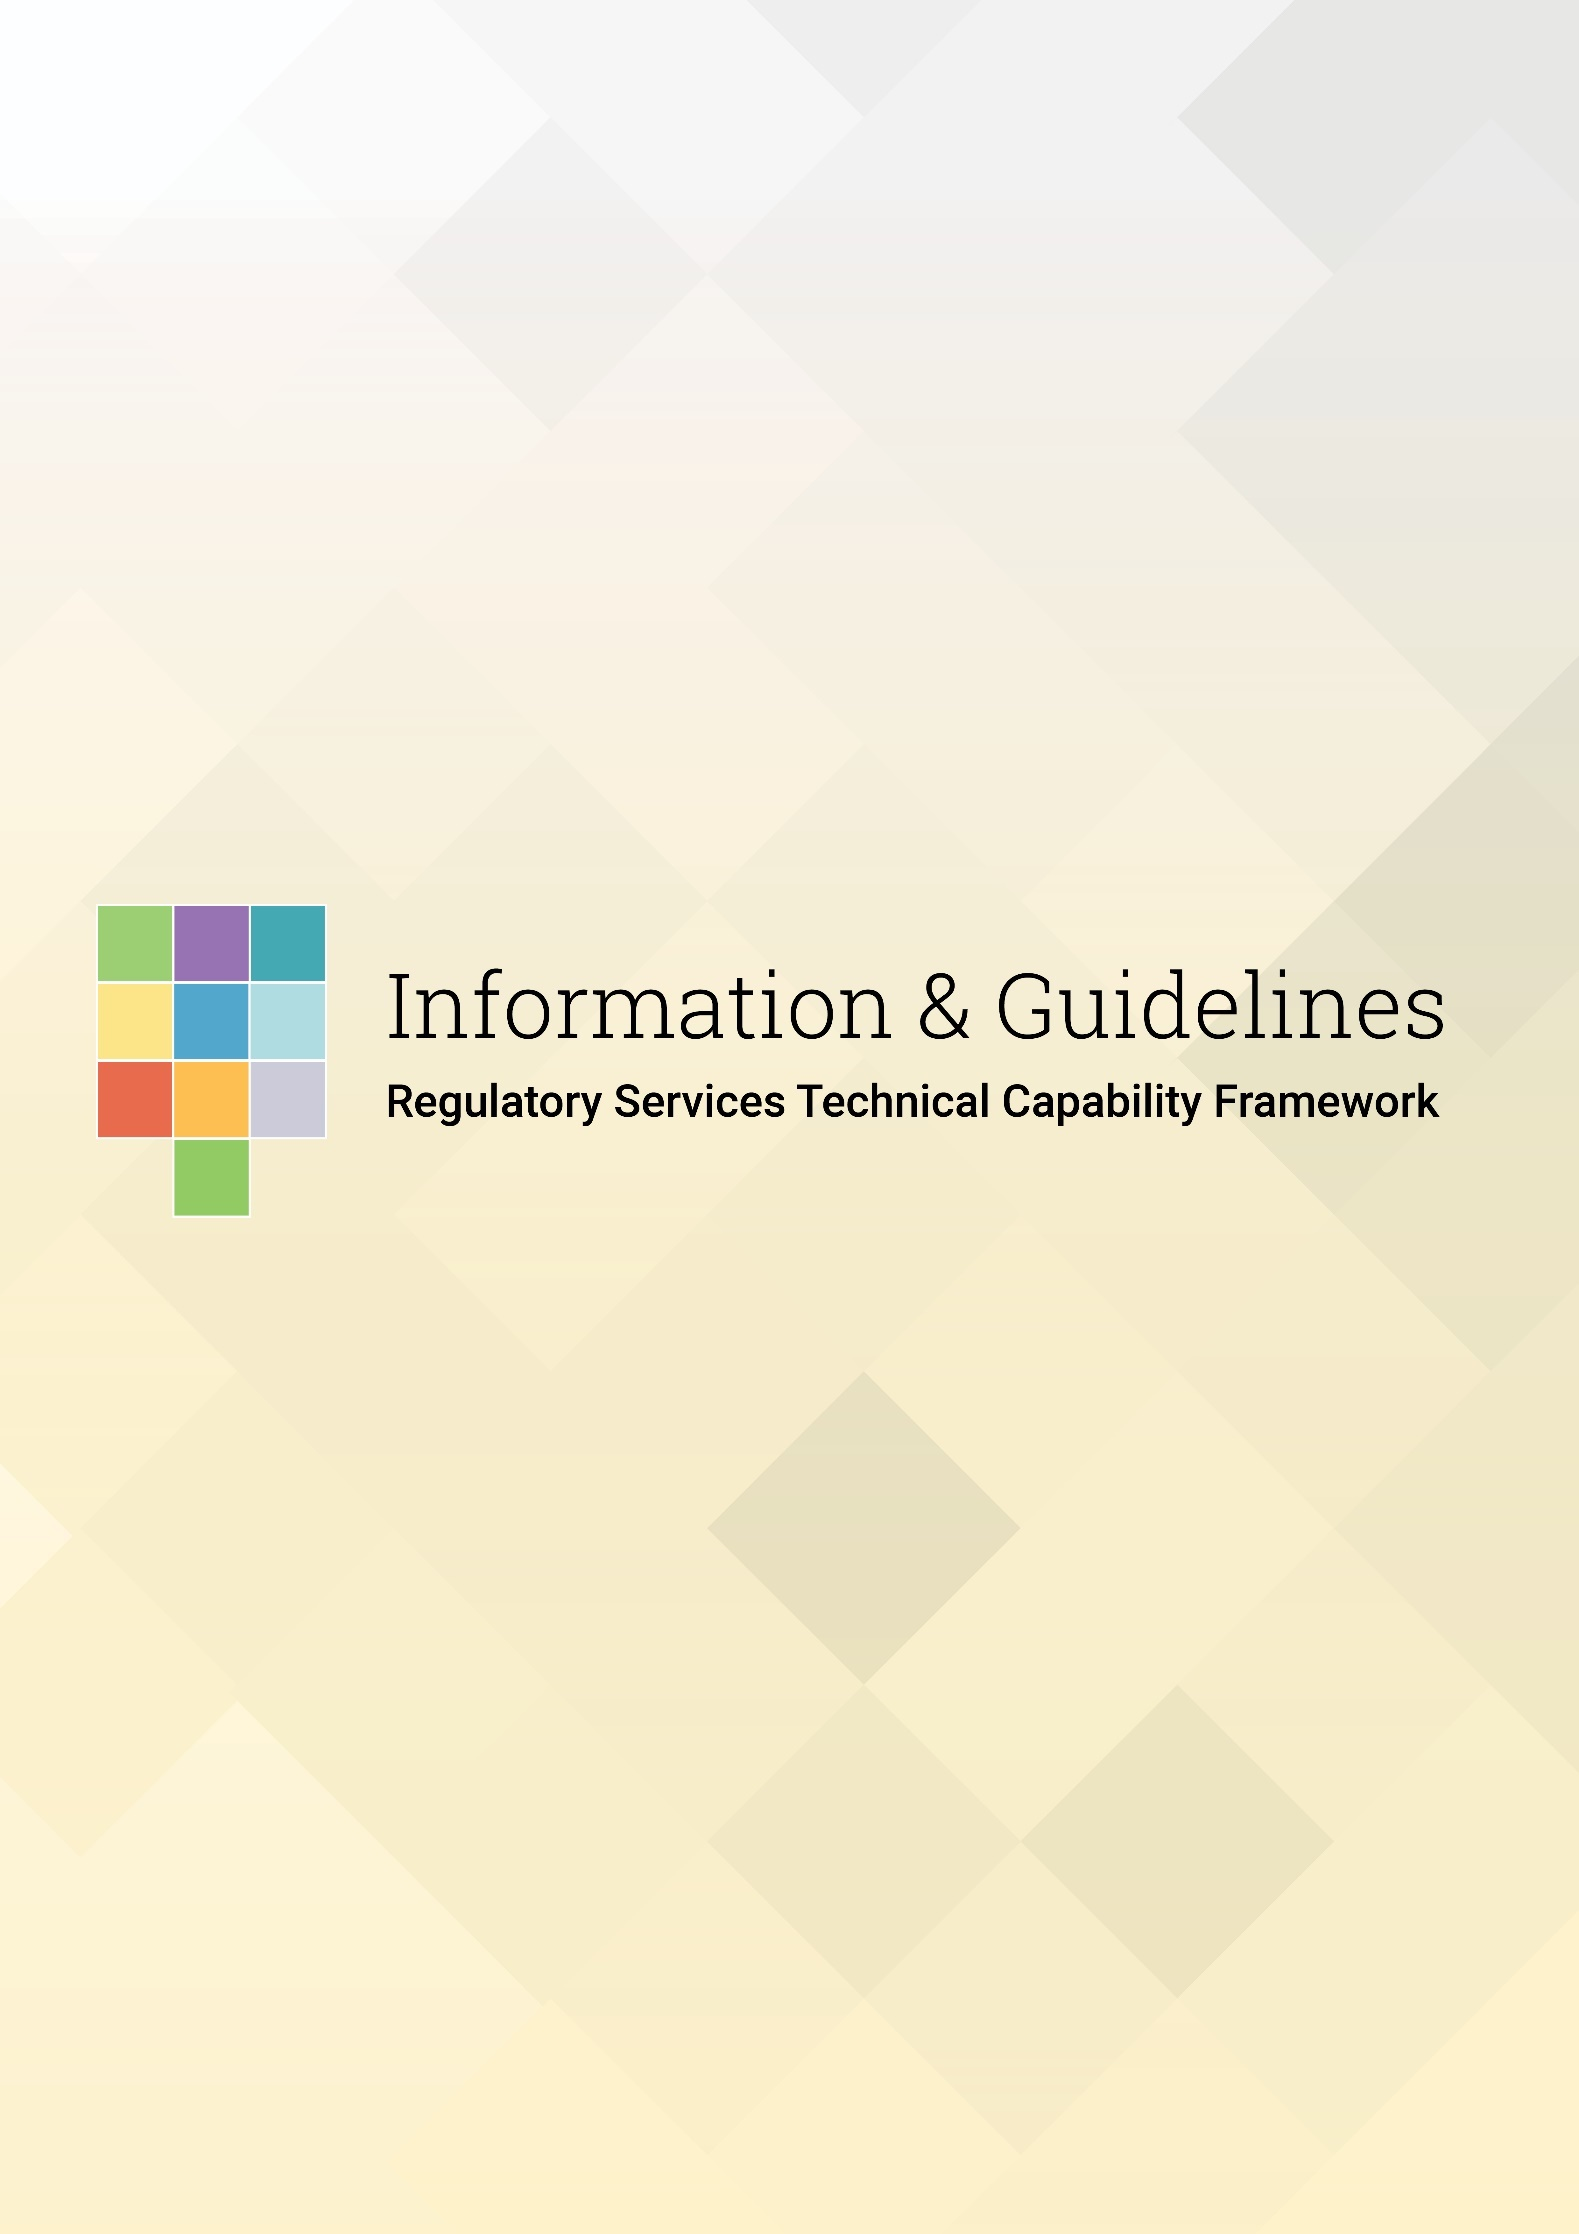 Information & Guidelines
Regulatory Services Technical Capability Framework